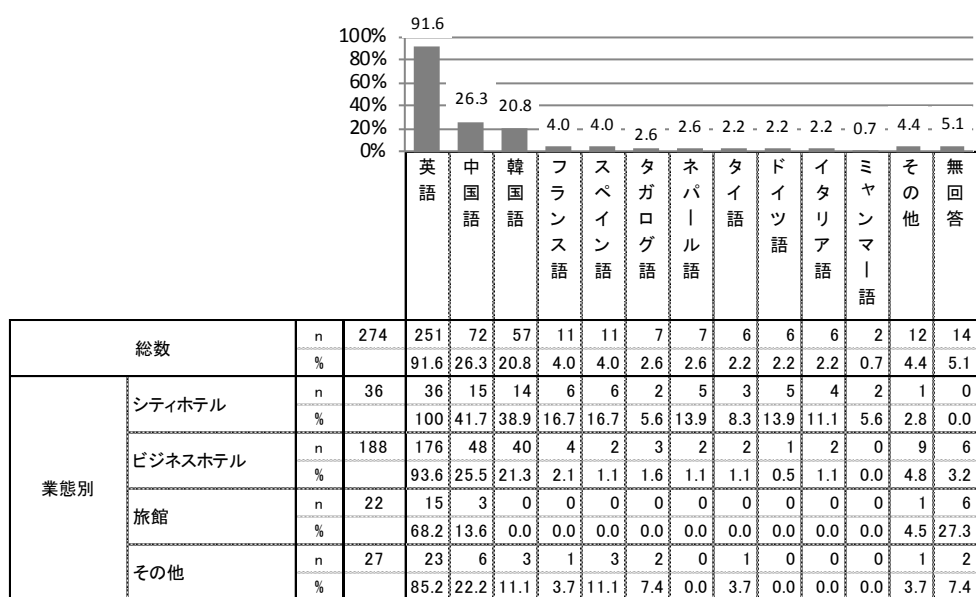 91.6
100%
80%
60%
40%
20%
0%
26.3 20.8 4.0 4.0 2.6 2.6 2.2 2.2 2.2 0.7 4.4 5.1
英語 中国語 韓国語 フランス語 スペイン語 タガログ語 ネパール語 タイ語 ドイツ語 イタリア語 ミャンマー語 その他 無回答
総数 n 274 251 72 57 11 11 7 7 6 6 6 2 12 14
% 91.6 26.3 20.8 4.0 4.0 2.6 2.6 2.2 2.2 2.2 0.7 4.4 5.1
業態別
シティホテル n 36 36 15 14 6 6 2 5 3 5 4 2 1 0
% 100 41.7 38.9 16.7 16.7 5.6 13.9 8.3 13.9 11.1 5.6 2.8 0.0
ビジネスホテル n 188 176 48 40 4 2 3 2 2 1 2 0 9 6
% 93.6 25.5 21.3 2.1 1.1 1.6 1.1 1.1 0.5 1.1 0.0 4.8 3.2
旅館 n 22 15 3 0 0 0 0 0 0 0 0 0 1 6
% 68.2 13.6 0.0 0.0 0.0 0.0 0.0 0.0 0.0 0.0 0.0 4.5 27.3
その他 n 27 23 6 3 1 3 2 0 1 0 0 0 1 2
% 85.2 22.2 11.1 3.7 11.1 7.4 0.0 3.7 0.0 0.0 0.0 3.7 7.4